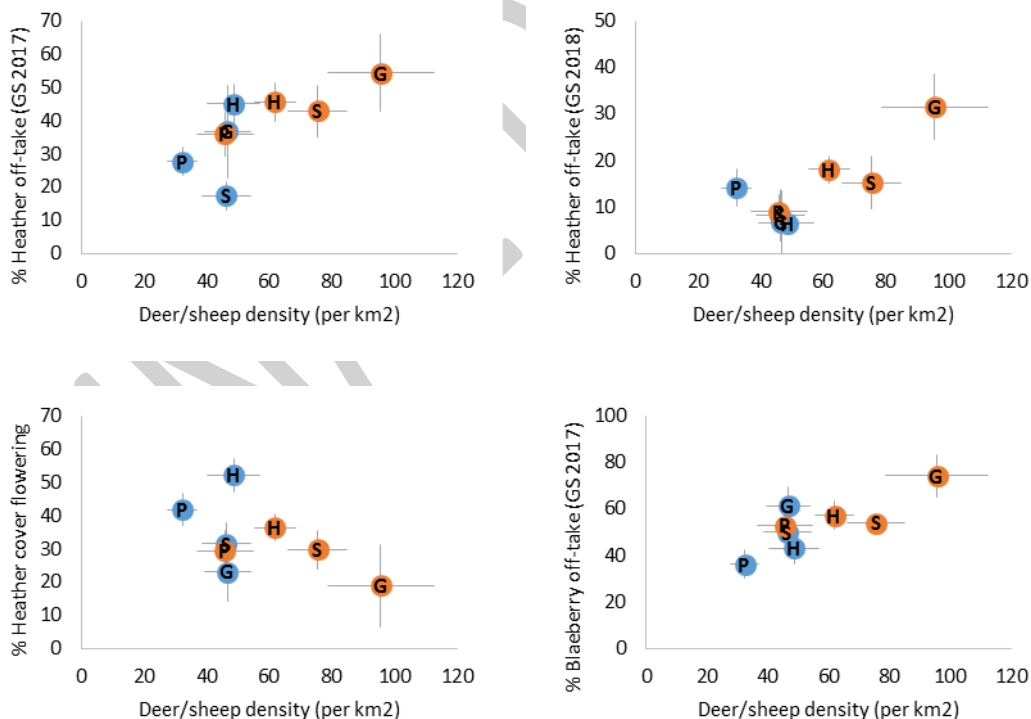 % Heather off-take (GS 2017)
70
60
50
40
30
20
10
0
G
H
H
S
G
P
P
S
0 20 40 60 80 100 120
Deer/sheep density (per km2)
% Heather off-take (GS 2018)
50
40
30
20
10
0
G
H
S
P
G
H
0 20 40 60 80 100 120
Deer/sheep density (per km2)
% Heather cover flowering
70
60
50
40
30
20
10
0
H
P
H
S
P
S
G
G
0 20 40 60 80 100 120
Deer/sheep density (per km2)
% Blaeberry off-take (GS 2017)
100
80
60
40
20
0
G
G
H
S
P
S
H
P
0 20 40 60 80 100 120
Deer/sheep density (per km2)